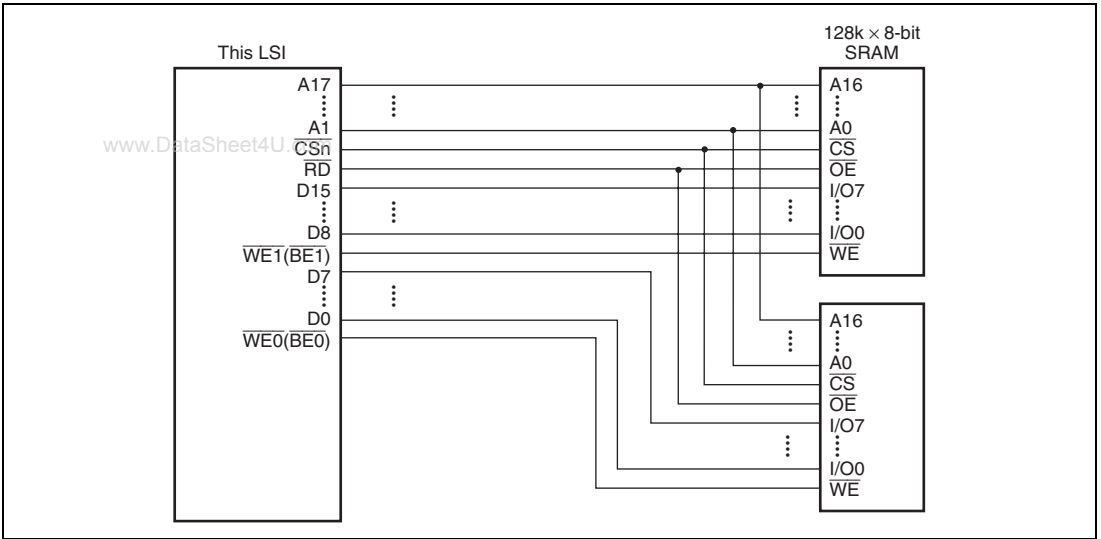 128k × 8-bit
SRAM
This LSI
A17
A1
CSn
RD
D15
D8
WE1(BE1)
D7
D0
WE0(BE0)
A16
A0
CS
OE
I/O7
I/O0
WE
A16
A0
CS
OE
I/O7
I/O0
WE
www.DataSheet4U.com